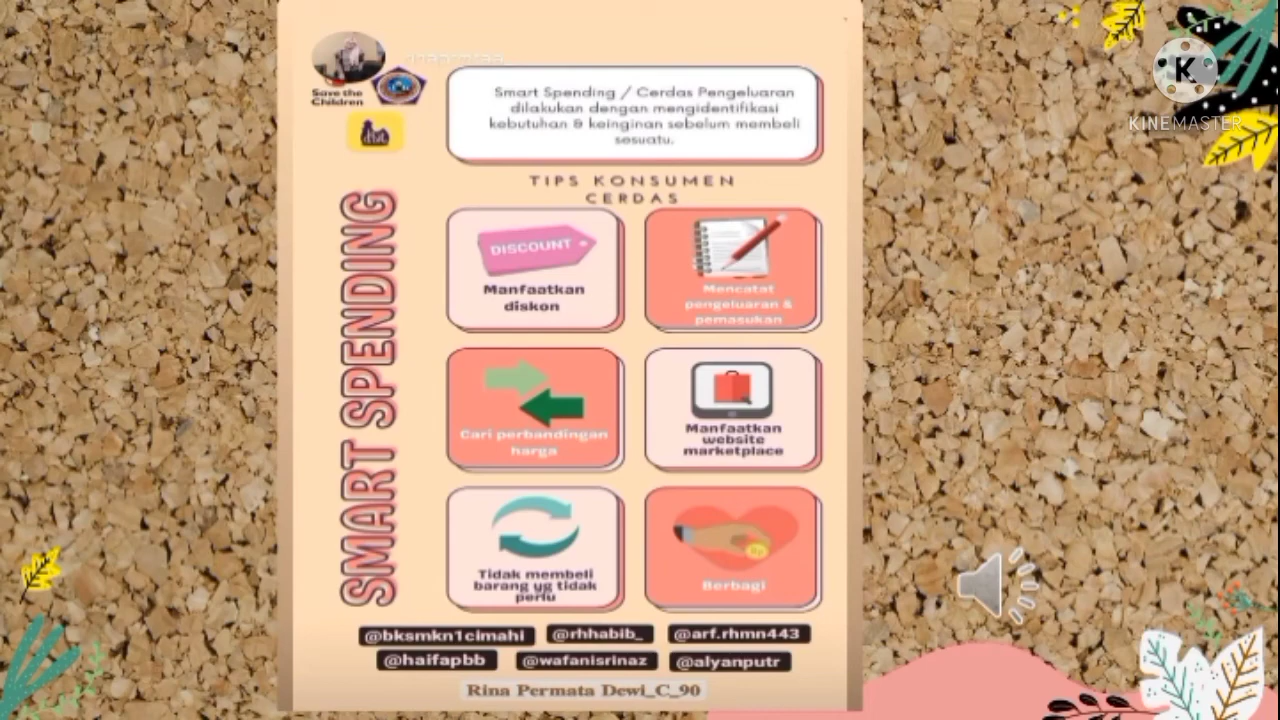 KINEMASTER
K
Save the
Children
Smart Spending / Cerdas Pengeluaran
dilakukan dengan mengidentifikasi
kebutuhan & keinginan sebelum membeli
sesuatu.
TIPS KONSUMEN
CERDAS
SMART SPENDING
DISCOUNT
Manfaatkan
diskon
Mencatat
pengeluaran &
pemasukan
Cari perbandingan
harga
Manfaatkan
website
marketplace
Tidak membeli
barang yg tidak
perlu
Rp
Berbagi
@bksmkn1cimahi @rhhabib_ @arf.rhmn443
@haifapbb @wafanisrinaz @alyanputr
Rina Permata Dewi_C_90